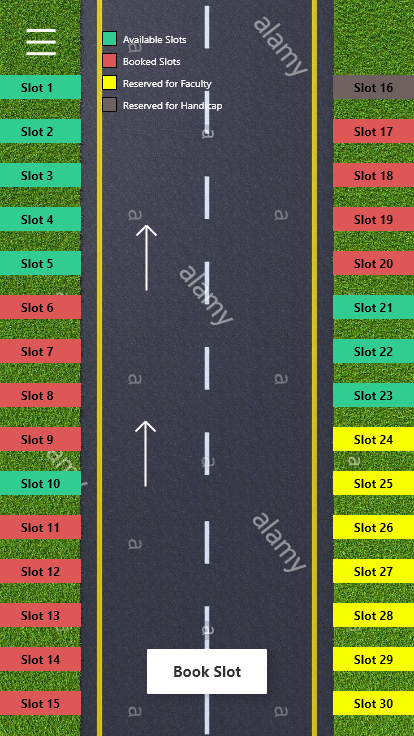 Available Slots
Booked Slots
Reserved for Faculty
Reserved for Handicap
Slot 1
Slot 2
Slot 3
Slot 4
Slot 5
Slot 6
Slot 7
Slot 8
Slot 9
Slot 10
Slot 11
Slot 12
Slot 13
Slot 14
Slot 15
Slot 16
Slot 17
Slot 18
Slot 19
Slot 20
Slot 21
Slot 22
Slot 23
Slot 24
Slot 25
Slot 26
Slot 27
Slot 28
Slot 29
Slot 30
Book Slot
alamy
alamy
alamy
a
a
a
a
a
a
a
a
a
a
a